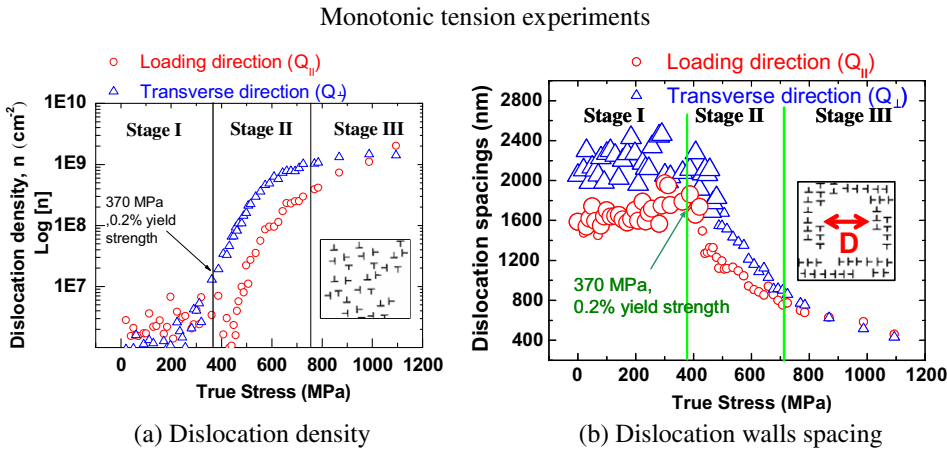 Monotonic tension experiments
Loading direction (Q||)
Transverse direction (Q⊥)
1E10
1E9
1E8
1E7
Dislocation density, n (cm⁻²)
Log [n]
Stage I
Stage II
Stage III
370 MPa
,0.2% yield
strength
0 200 400 600 800 1000 1200
True Stress (MPa)
(a) Dislocation density
Loading direction (Q||)
Transverse direction (Q⊥)
2800
2400
2000
1600
1200
800
400
Dislocation spacings (nm)
Stage I
Stage II
Stage III
D
370 MPa,
0.2% yield strength
0 200 400 600 800 1000 1200
True Stress (MPa)
(b) Dislocation walls spacing